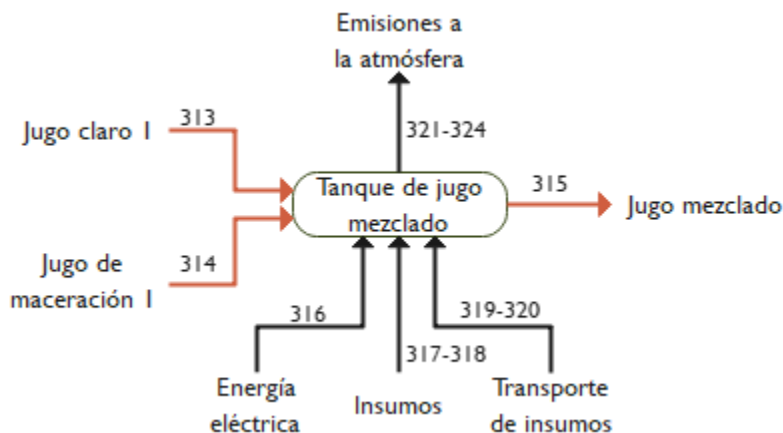 Emisiones a
la atmósfera
313
321-324
Jugo claro 1
Tanque de jugo
mezclado
315
Jugo mezclado
Jugo de
maceración 1
314
316
319-320
317-318
Energía
eléctrica
Insumos
Transporte
de insumos